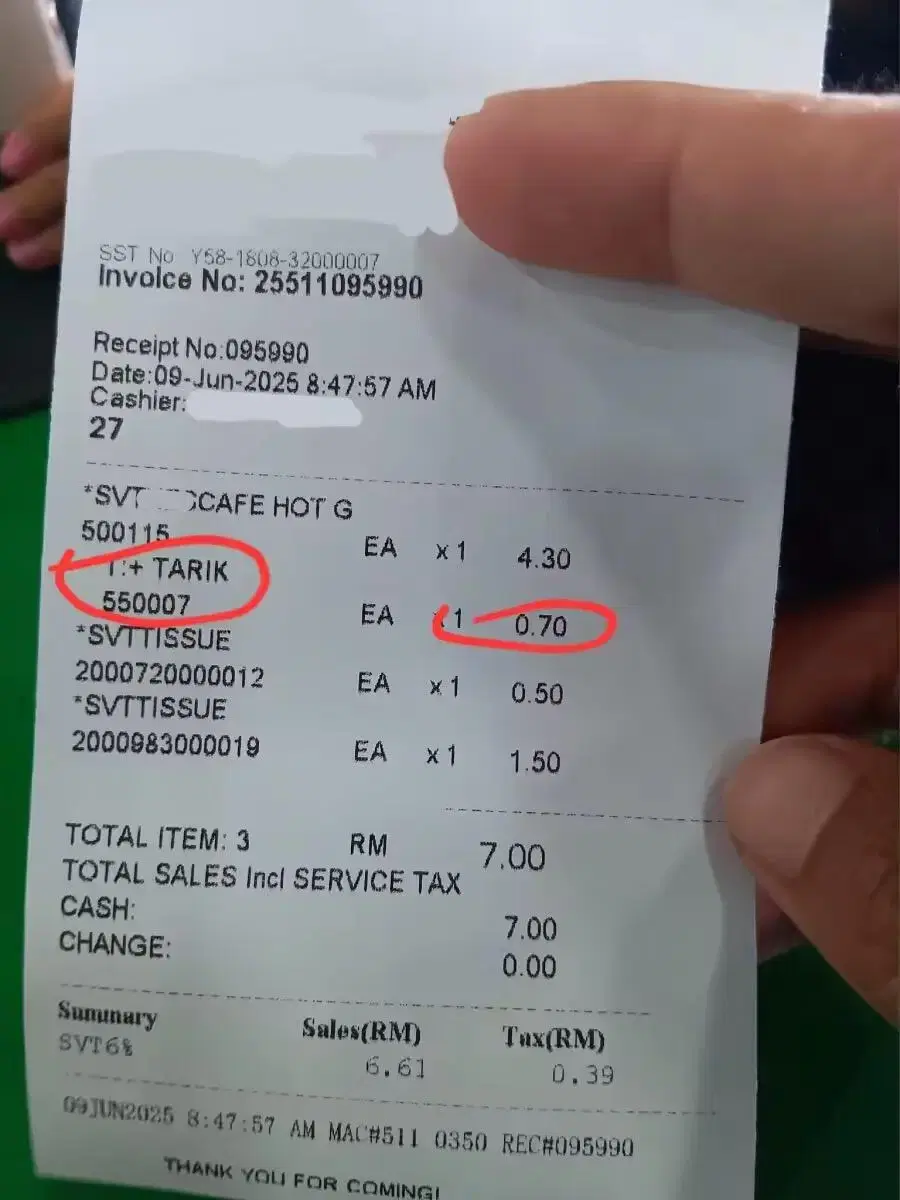 SST No Y58-1808-32000007
Invoice No: 25511095990
Receipt No:095990
Date:09-Jun-2025 8:47:57 AM
Cashier:
27
*SVT CAFE HOT G
500115 EA x 1 4.30
1:+ TARIK
550007 EA x 1 0.70
*SVTTISSUE
2000720000012 EA x 1 0.50
*SVTTISSUE
2000983000019 EA x 1 1.50
TOTAL ITEM: 3 RM 7.00
TOTAL SALES Incl SERVICE TAX
CASH: 7.00
CHANGE: 0.00
Summary Sales(RM) Tax(RM)
SVT6% 6.61 0.39
09JUN2025 8:47:57 AM MAC#511 0350 REC#095990
THANK YOU FOR COMING!